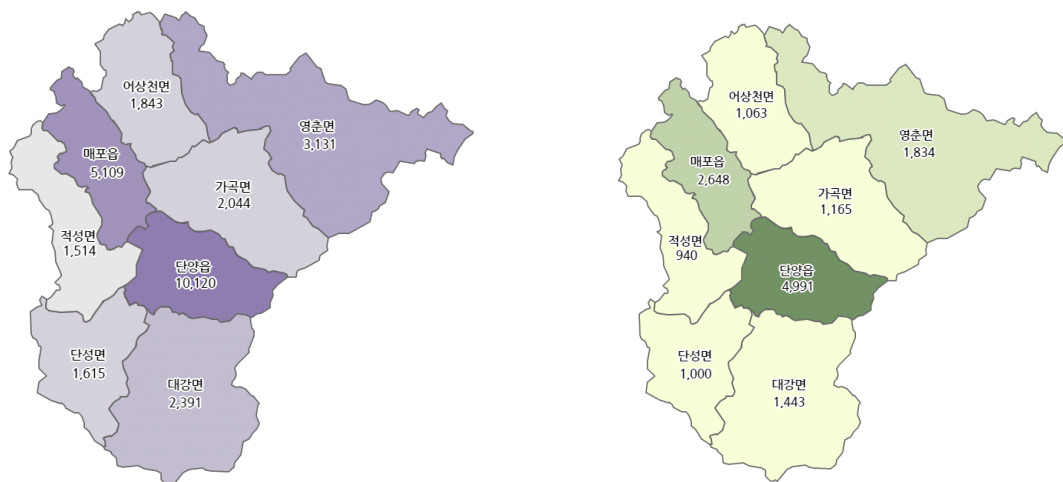 어상천면
1,843
영춘면
3,131
매포읍
5,109
가곡면
2,044
적성면
1,514
단양읍
10,120
단성면
1,615
대강면
2,391
어상천면
1,063
영춘면
1,834
매포읍
2,648
가곡면
1,165
적성면
940
단양읍
4,991
단성면
1,000
대강면
1,443